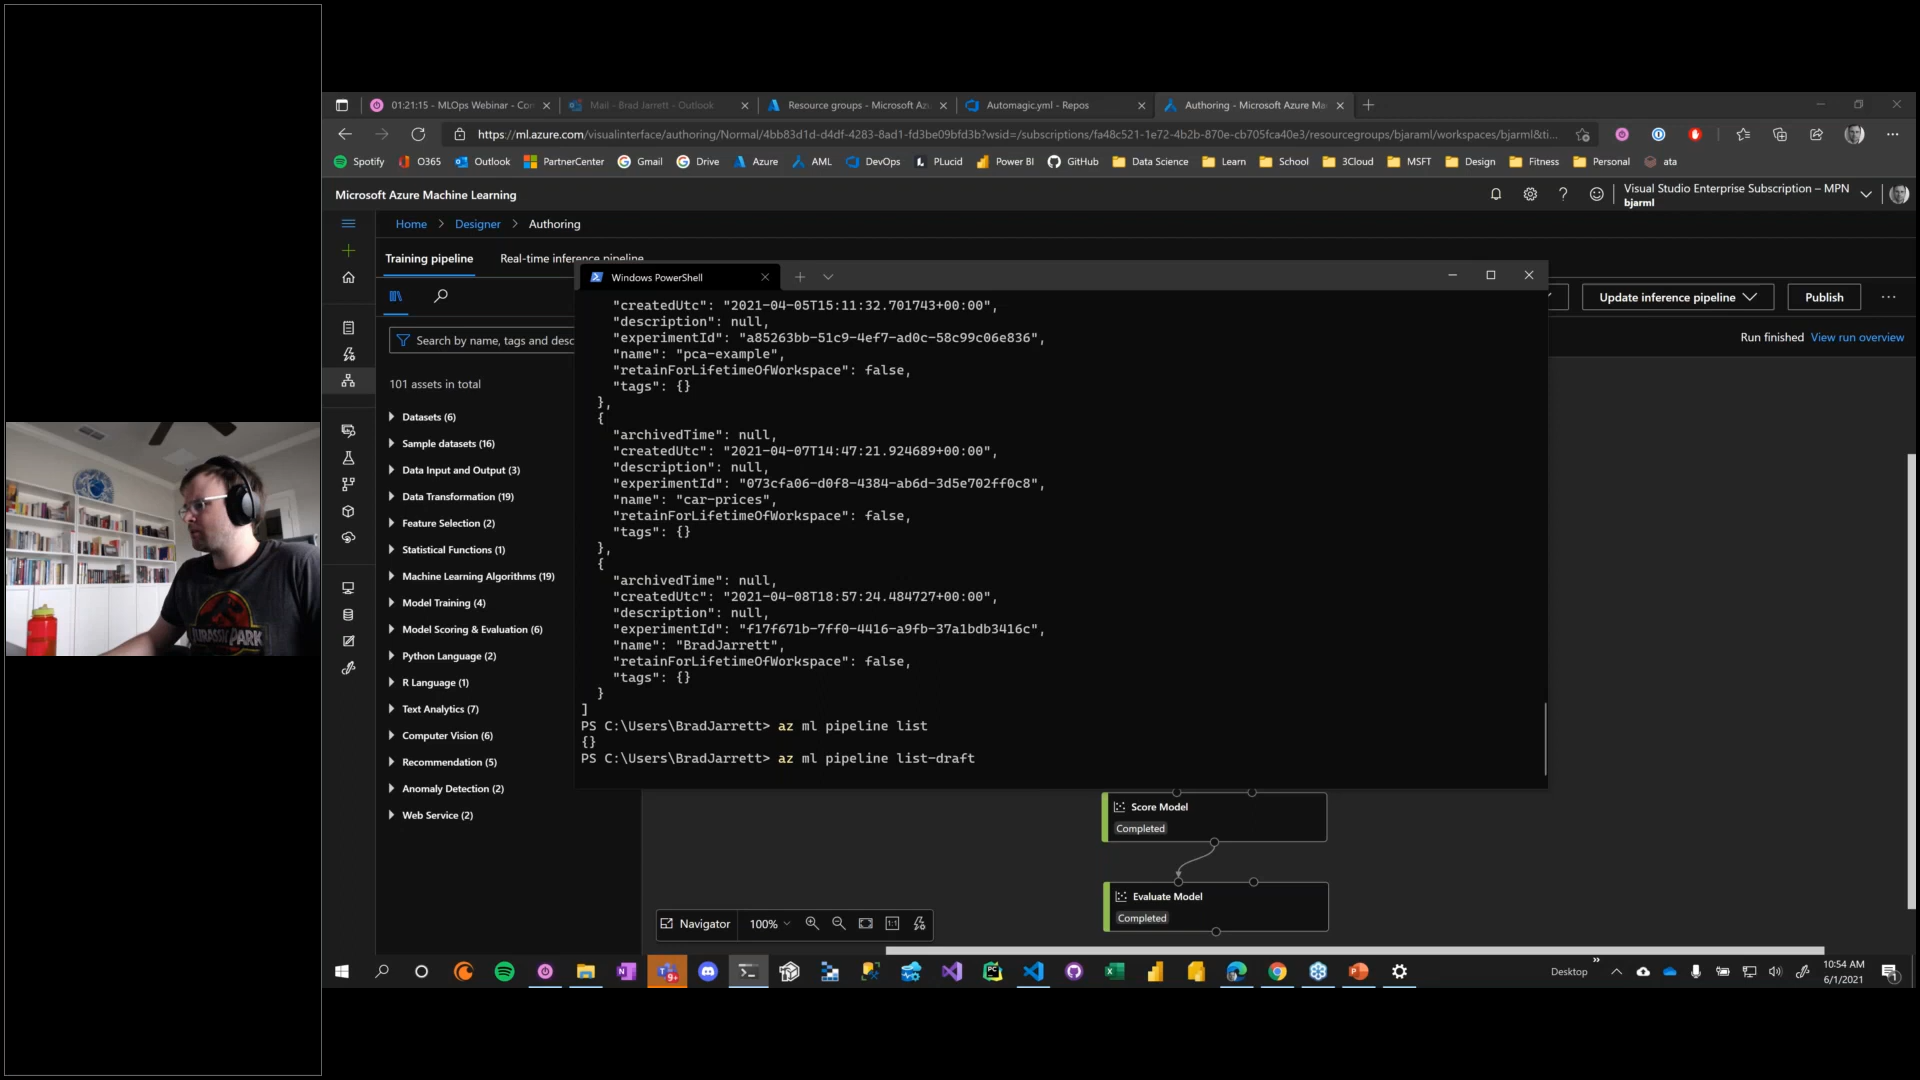 01:21:15 - MLOps Webinar - Con
Mail - Brad Jarrett - Outlook
Resource groups - Microsoft Az
Automagic.yml - Repos
Authoring - Microsoft Azure Ma
https://ml.azure.com/visualinterface/authoring/Normal/4bb83d1d-d4df-4283-8ad1-fd3be09bfd3b?wsid=/subscriptions/fa48c521-1e72-4b2b-870e-cb705fca40e3/resourcegroups/bjaraml/workspaces/bjarml&ti...
Spotify O365 Outlook PartnerCenter Gmail Drive Azure AML DevOps PLucid Power BI GitHub Data Science Learn School 3Cloud MSFT Design Fitness Personal ata
Microsoft Azure Machine Learning
Visual Studio Enterprise Subscription – MPN
bjarml
Home > Designer > Authoring
Training pipeline
Real-time inference pipeline
Search by name, tags and desc
101 assets in total
Datasets (6)
Sample datasets (16)
Data Input and Output (3)
Data Transformation (19)
Feature Selection (2)
Statistical Functions (1)
Machine Learning Algorithms (19)
Model Training (4)
Model Scoring & Evaluation (6)
Python Language (2)
R Language (1)
Text Analytics (7)
Computer Vision (6)
Recommendation (5)
Anomaly Detection (2)
Web Service (2)
Windows PowerShell
"createdUtc": "2021-04-05T15:11:32.701743+00:00",
"description": null,
"experimentId": "a85263bb-51c9-4ef7-ad0c-58c99c06e836",
"name": "pca-example",
"retainForLifetimeOfWorkspace": false,
"tags": {}
},
{
"archivedTime": null,
"createdUtc": "2021-04-07T14:47:21.924689+00:00",
"description": null,
"experimentId": "073cfa06-d0f8-4384-ab6d-3d5e702ff0c8",
"name": "car-prices",
"retainForLifetimeOfWorkspace": false,
"tags": {}
},
{
"archivedTime": null,
"createdUtc": "2021-04-08T18:57:24.484727+00:00",
"description": null,
"experimentId": "f17f671b-7ff0-4416-a9fb-37a1bdb3416c",
"name": "BradJarrett",
"retainForLifetimeOfWorkspace": false,
"tags": {}
}
]
PS C:\Users\BradJarrett> az ml pipeline list
{}
PS C:\Users\BradJarrett> az ml pipeline list-draft
Update inference pipeline
Publish
Run finished View run overview
Score Model
Completed
Evaluate Model
Completed
Navigator 100%
JURASSIC PARK
Desktop
10:54 AM
6/1/2021